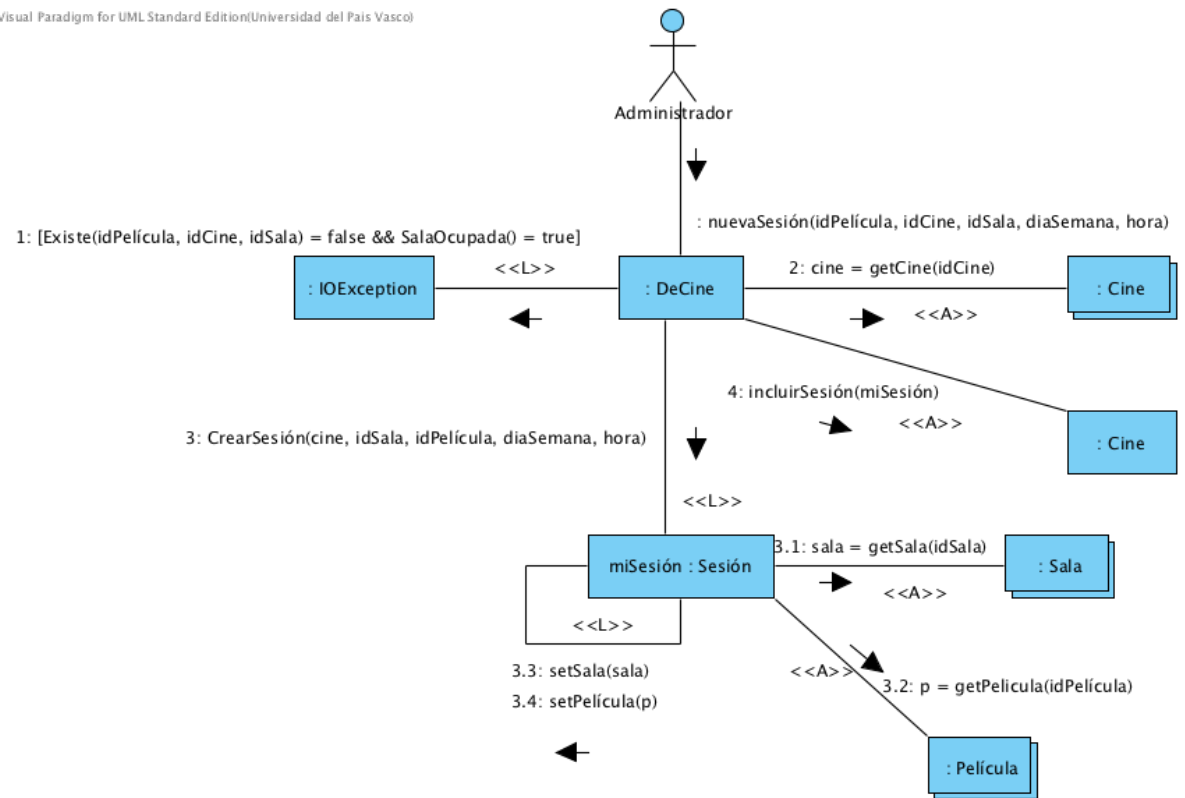 Visual Paradigm for UML Standard Edition(Universidad del Pais Vasco)
Administrador
: nuevaSesión(idPelícula, idCine, idSala, diaSemana, hora)
1: [Existe(idPelícula, idCine, idSala) = false && SalaOcupada() = true]
<<L>>
2: cine = getCine(idCine)
: IOException
: DeCine
: Cine
<<A>>
4: incluirSesión(miSesión)
<<A>>
3: CrearSesión(cine, idSala, idPelícula, diaSemana, hora)
: Cine
<<L>>
3.1: sala = getSala(idSala)
miSesión : Sesión
: Sala
<<A>>
<<L>>
3.3: setSala(sala)
<<A>>
3.2: p = getPelicula(idPelícula)
3.4: setPelícula(p)
: Película